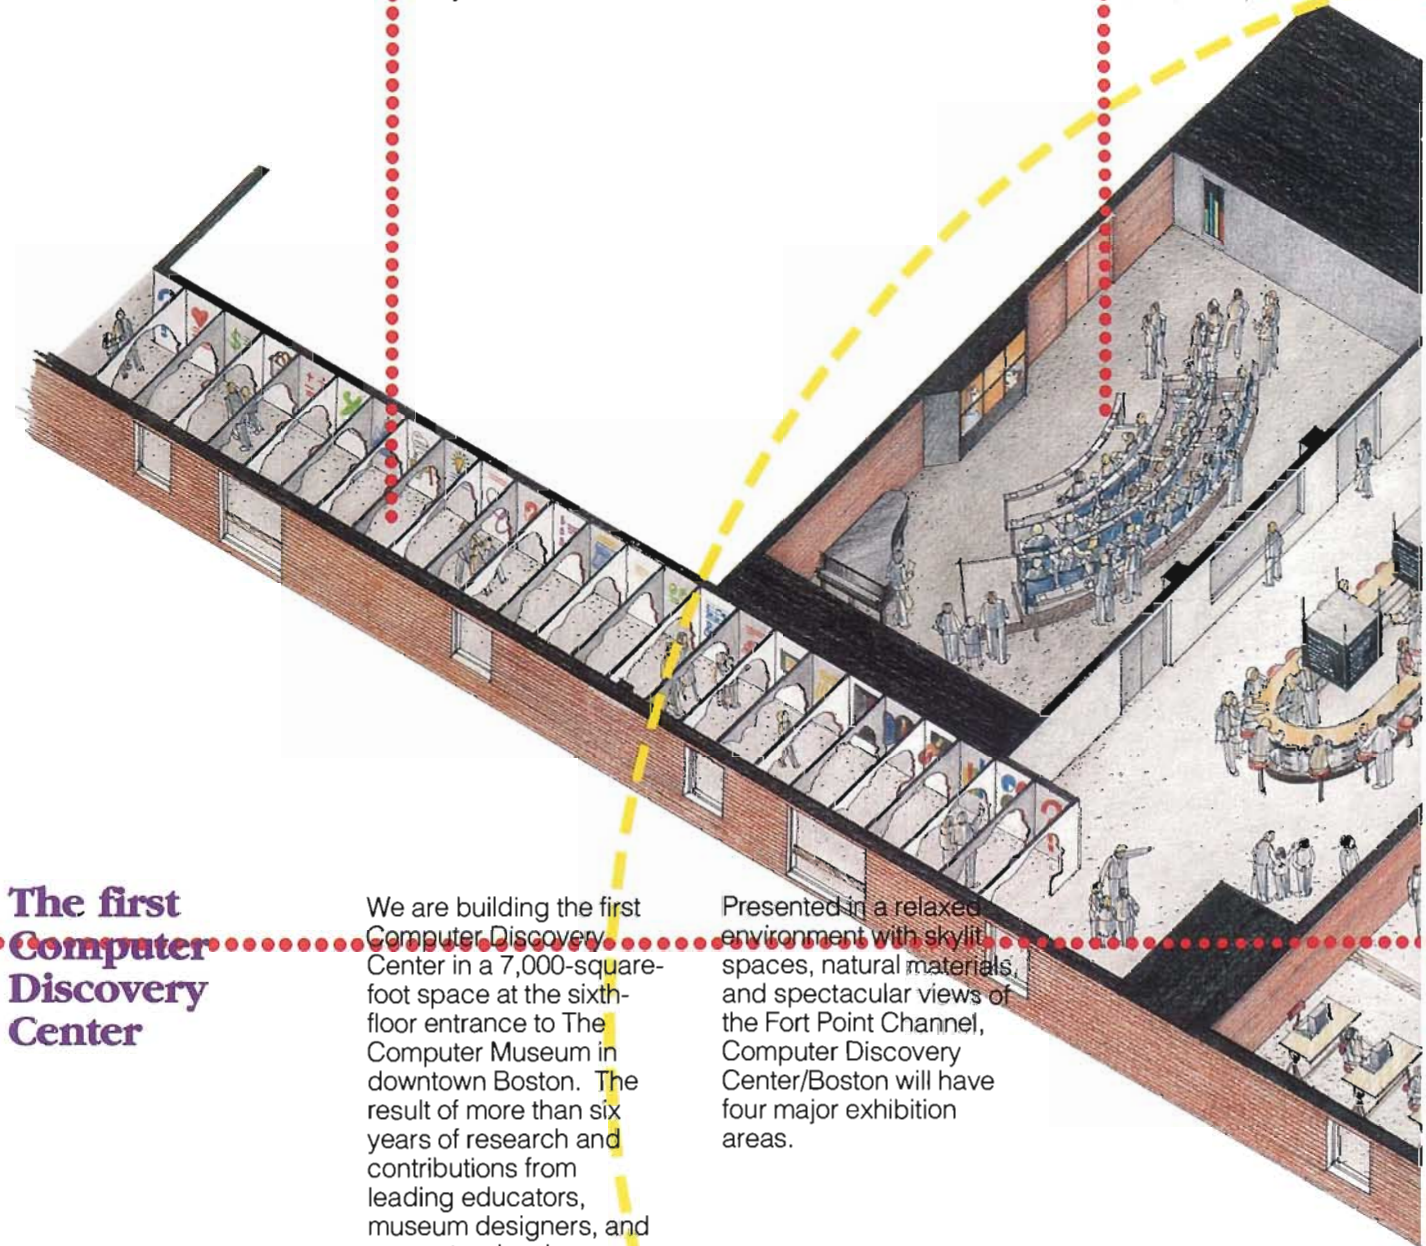 The first
Computer
Discovery
Center
We are building the first
Computer Discovery
Center in a 7,000-square-
foot space at the sixth-
floor entrance to The
Computer Museum in
downtown Boston. The
result of more than six
years of research and
contributions from
leading educators,
museum designers, and
Presented in a relaxed
environment with skylit
spaces, natural materials,
and spectacular views of
the Fort Point Channel,
Computer Discovery
Center/Boston will have
four major exhibition
areas.